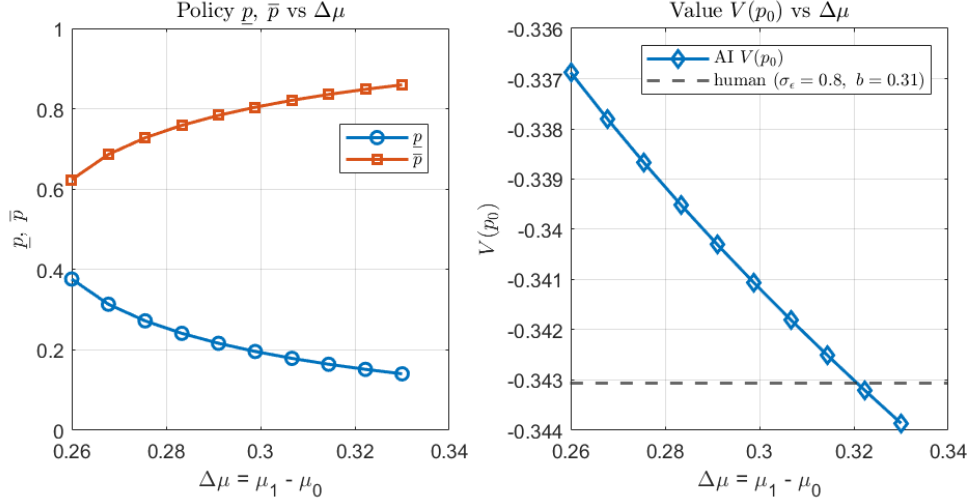 Policy p̲, p̅ vs Δμ
1
0.8
0.6
0.4
0.2
0
p̲, p̅
p̲
p̅
0.26
0.28
0.3
0.32
0.34
Δμ = μ₁ - μ₀
Value V(p₀) vs Δμ
-0.336
-0.337
-0.338
-0.339
-0.34
-0.341
-0.342
-0.343
-0.344
V(p₀)
AI V(p₀)
human (σ_ϵ = 0.8, b = 0.31)
0.26
0.28
0.3
0.32
0.34
Δμ = μ₁ - μ₀